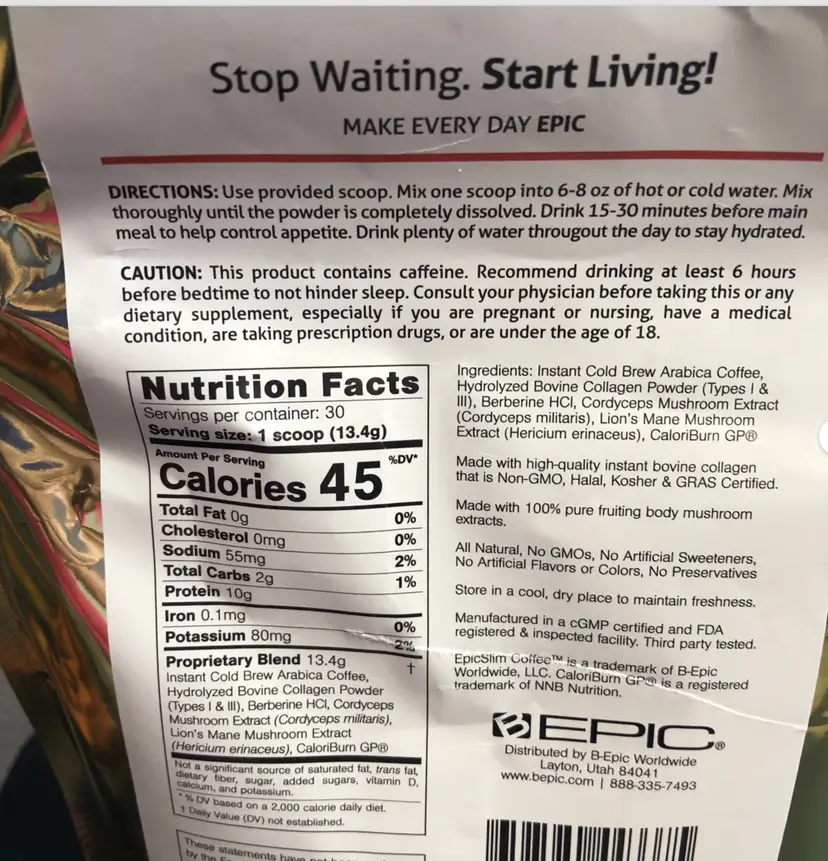 Stop Waiting. Start Living!
MAKE EVERY DAY EPIC
DIRECTIONS: Use provided scoop. Mix one scoop into 6-8 oz of hot or cold water. Mix
thoroughly until the powder is completely dissolved. Drink 15-30 minutes before main
meal to help control appetite. Drink plenty of water througout the day to stay hydrated.
CAUTION: This product contains caffeine. Recommend drinking at least 6 hours
before bedtime to not hinder sleep. Consult your physician before taking this or any
dietary supplement, especially if you are pregnant or nursing, have a medical
condition, are taking prescription drugs, or are under the age of 18.
Nutrition Facts
Servings per container: 30
Serving size: 1 scoop (13.4g)
Amount Per Serving %DV*
Calories 45
Total Fat 0g 0%
Cholesterol 0mg 0%
Sodium 55mg 2%
Total Carbs 2g 1%
Protein 10g
Iron 0.1mg 0%
Potassium 80mg 2%
Proprietary Blend 13.4g †
Instant Cold Brew Arabica Coffee,
Hydrolyzed Bovine Collagen Powder
(Types I & III), Berberine HCI, Cordyceps
Mushroom Extract (Cordyceps militaris),
Lion's Mane Mushroom Extract
(Hericium erinaceus), CaloriBurn GP®
Not a significant source of saturated fat, trans fat,
dietary fiber, sugar, added sugars, vitamin D,
calcium, and potassium.
* % DV based on a 2,000 calorie daily diet.
† Daily Value (DV) not established.
These statements have not been
by the
Ingredients: Instant Cold Brew Arabica Coffee,
Hydrolyzed Bovine Collagen Powder (Types I &
III), Berberine HCI, Cordyceps Mushroom Extract
(Cordyceps militaris), Lion's Mane Mushroom
Extract (Hericium erinaceus), CaloriBurn GP®
Made with high-quality instant bovine collagen
that is Non-GMO, Halal, Kosher & GRAS Certified.
Made with 100% pure fruiting body mushroom
extracts.
All Natural, No GMOs, No Artificial Sweeteners,
No Artificial Flavors or Colors, No Preservatives
Store in a cool, dry place to maintain freshness.
Manufactured in a cGMP certified and FDA
registered & inspected facility. Third party tested.
EpicSlim Coffee™ is a trademark of B-Epic
Worldwide, LLC. CaloriBurn GP® is a registered
trademark of NNB Nutrition.
B EPIC®
Distributed by B-Epic Worldwide
Layton, Utah 84041
www.bepic.com | 888-335-7493